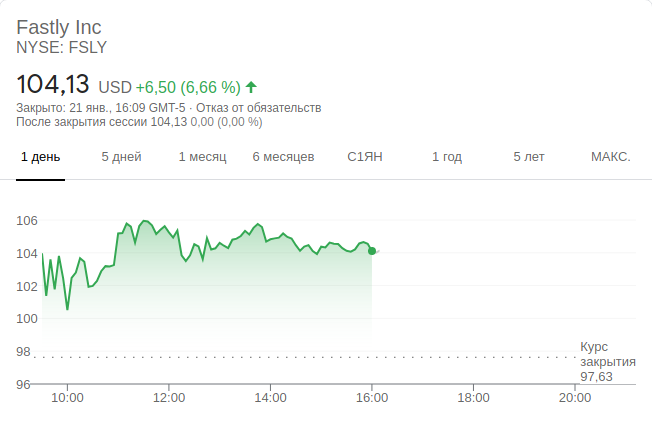 Fastly Inc
NYSE: FSLY
104,13 USD +6,50 (6,66 %)
Закрыто: 21 янв., 16:09 GMT-5 · Отказ от обязательств
После закрытия сессии 104,13 0,00 (0,00 %)
1 день 5 дней 1 месяц 6 месяцев С1ЯН 1 год 5 лет МАКС.
106
104
102
100
98
96
Курс
закрытия
97,63
10:00 12:00 14:00 16:00 18:00 20:00